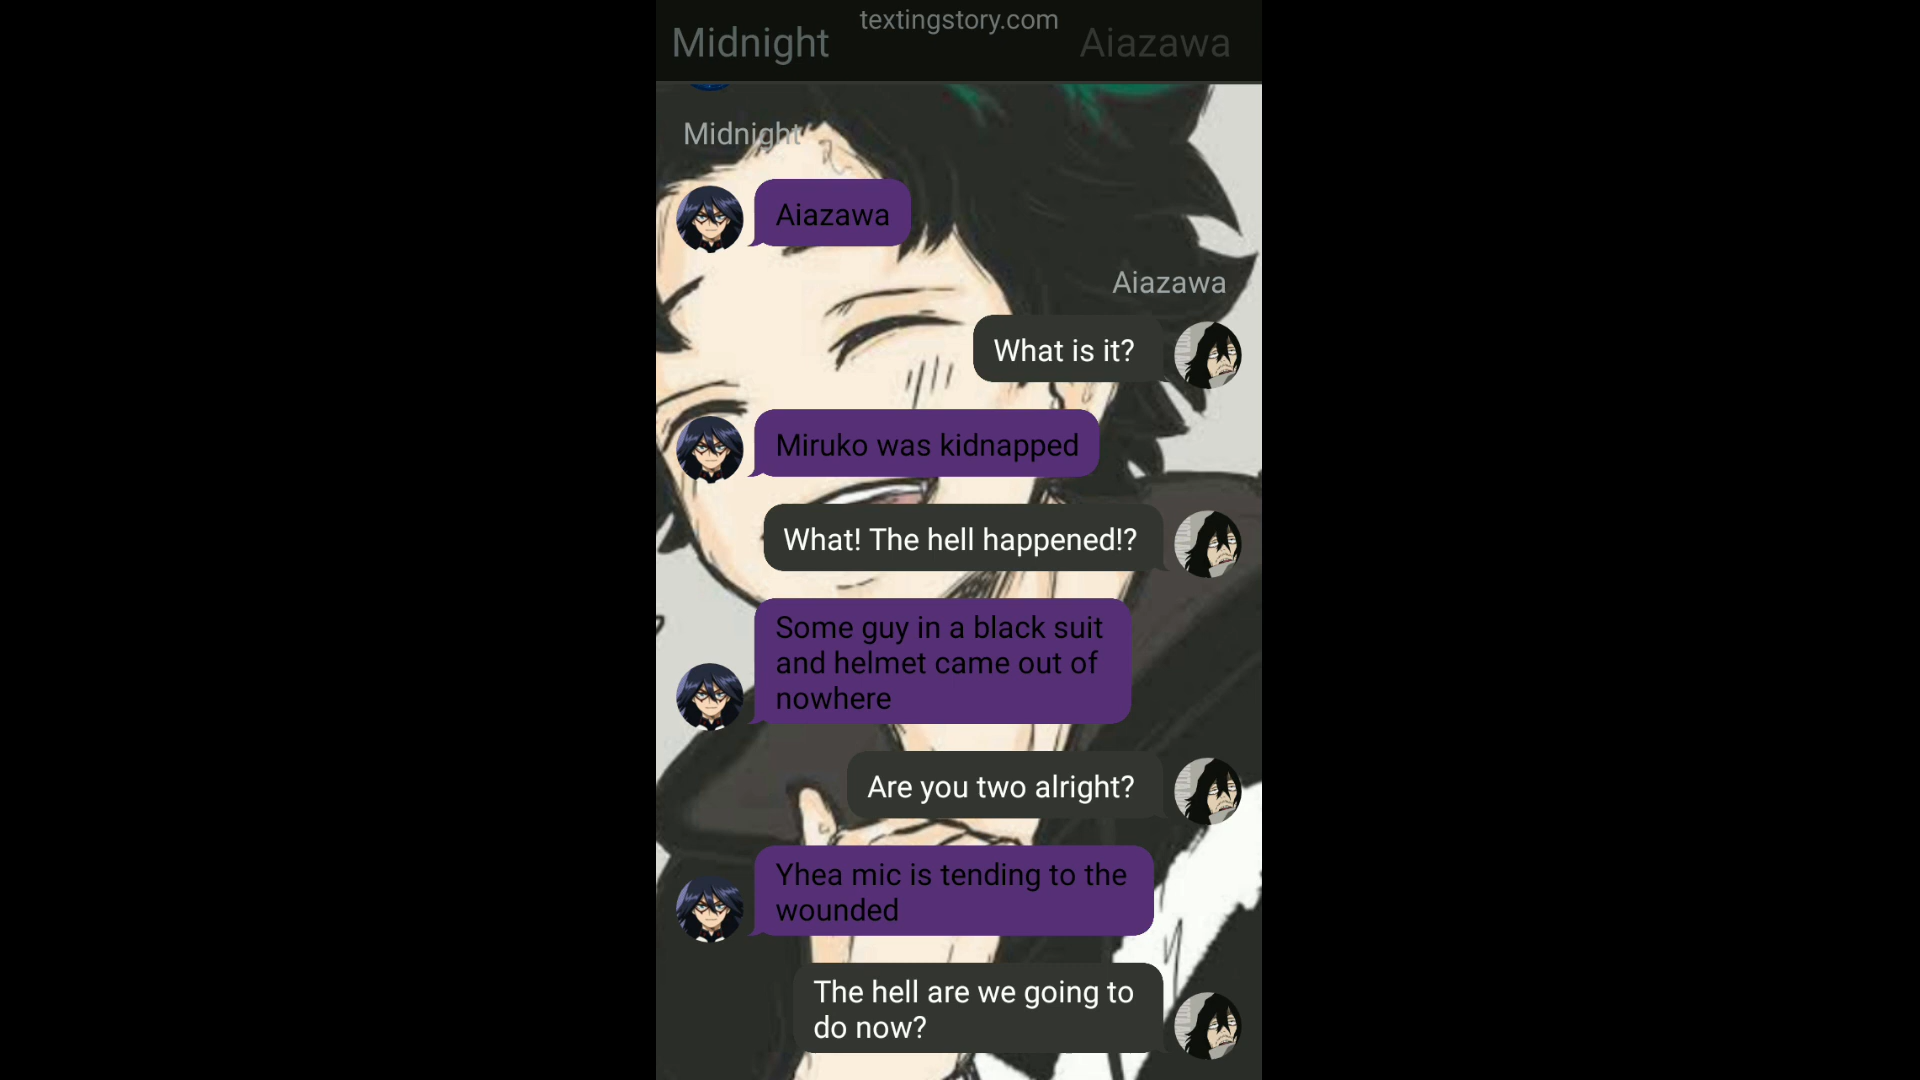 textingstory.com
Midnight
Aiazawa
Midnight
Aiazawa
Aiazawa
What is it?
Miruko was kidnapped
What! The hell happened!?
Some guy in a black suit
and helmet came out of
nowhere
Are you two alright?
Yhea mic is tending to the
wounded
The hell are we going to
do now?